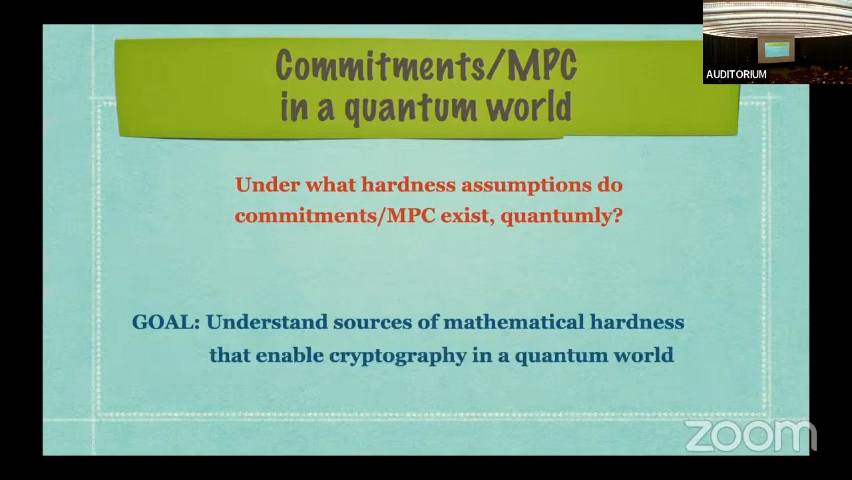 Commitments/MPC
in a quantum world
AUDITORIUM
Under what hardness assumptions do
commitments/MPC exist, quantumly?
GOAL: Understand sources of mathematical hardness
that enable cryptography in a quantum world
zoom